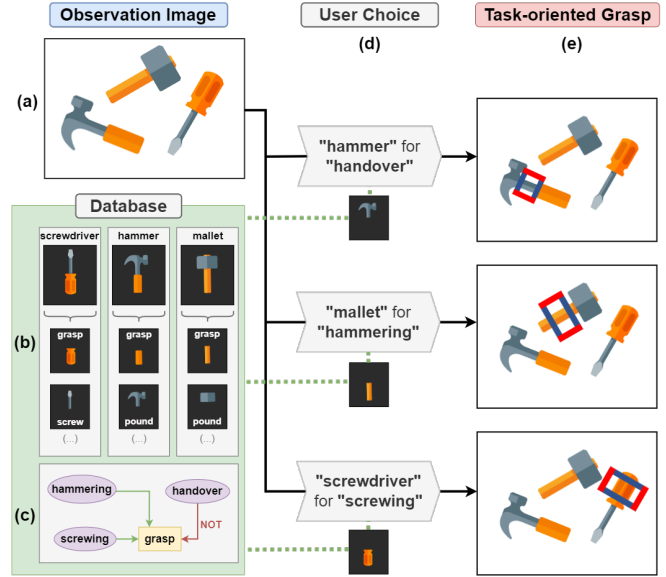 Observation Image
User Choice
Task-oriented Grasp
(d)
(e)
(a)
"hammer" for
"handover"
Database
screwdriver
hammer
mallet
(b)
grasp
grasp
grasp
screw
pound
pound
(...)
(...)
(...)
"mallet" for
"hammering"
(c)
hammering
handover
NOT
screwing
grasp
"screwdriver"
for "screwing"